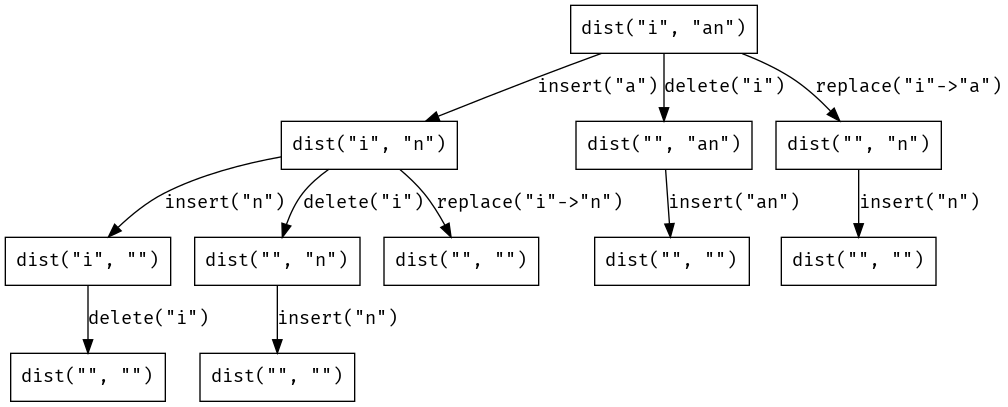 dist("i", "an")
insert("a")
delete("i")
replace("i"->"a")
dist("i", "n")
dist("", "an")
dist("", "n")
insert("n")
delete("i")
replace("i"->"n")
insert("an")
insert("n")
dist("i", "")
dist("", "n")
dist("", "")
dist("", "")
dist("", "")
delete("i")
insert("n")
dist("", "")
dist("", "")